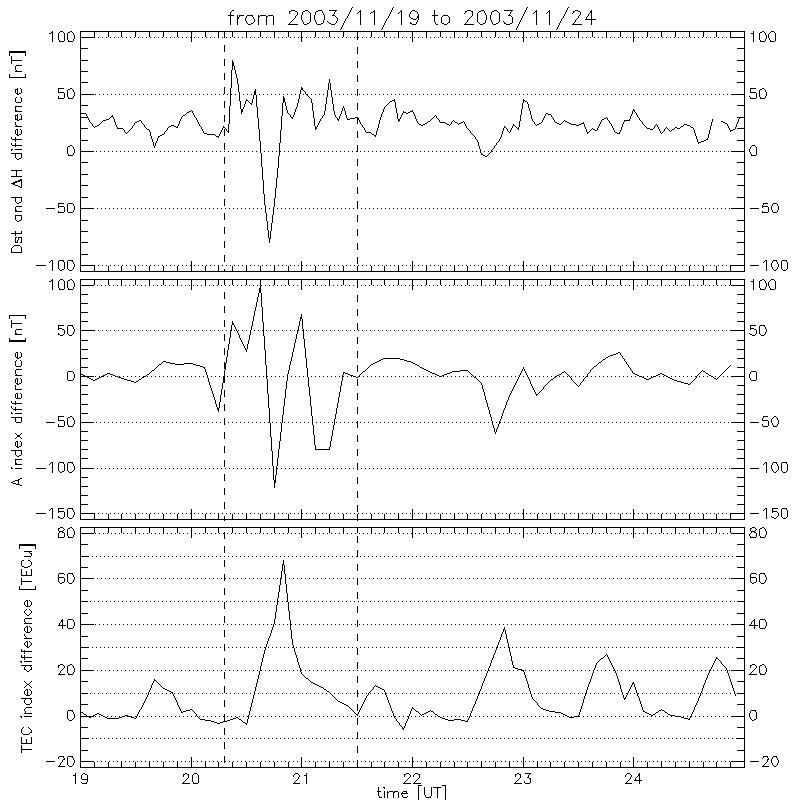 from 2003/11/19 to 2003/11/24
100 100
50 50
0 0
-50 -50
-100 -100
Dst and ΔH difference [nT]
100 100
50 50
0 0
-50 -50
-100 -100
-150 -150
A index difference [nT]
80 80
60 60
40 40
20 20
0 0
-20 -20
TEC index difference [TECu]
19 20 21 22 23 24
time [UT]